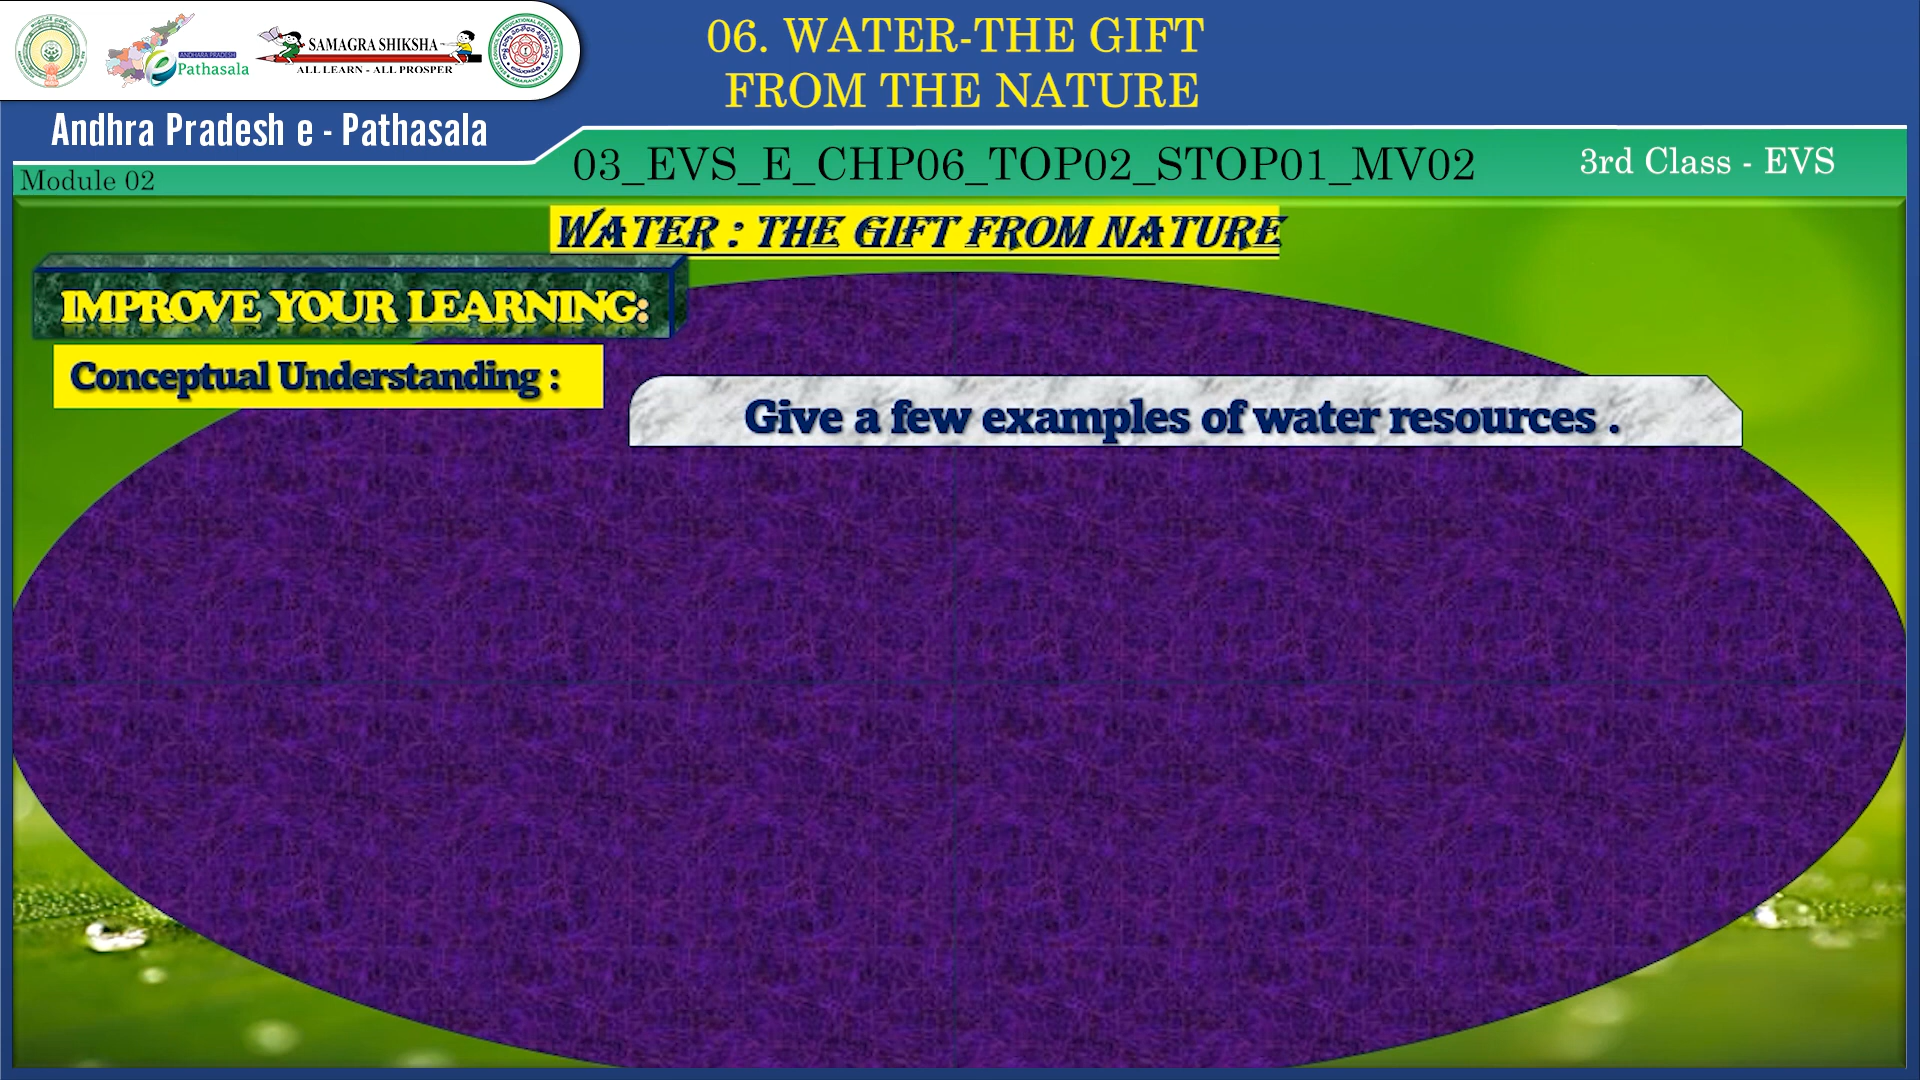 ANDHRA PRADESH
e Pathasala
SAMAGRA SHIKSHA
ALL LEARN - ALL PROSPER
06. WATER-THE GIFT
FROM THE NATURE
Andhra Pradesh e - Pathasala
Module 02
03_EVS_E_CHP06_TOP02_STOP01_MV02
3rd Class - EVS
WATER : THE GIFT FROM NATURE
IMPROVE YOUR LEARNING:
Conceptual Understanding :
Give a few examples of water resources .